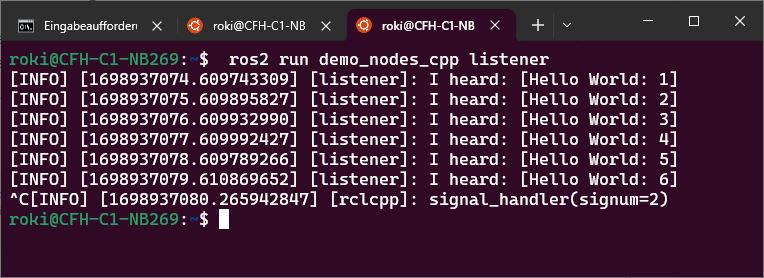 Eingabeaufforder roki@CFH-C1-NB roki@CFH-C1-NB
roki@CFH-C1-NB269:~$ ros2 run demo_nodes_cpp listener
[INFO] [1698937074.609743309] [listener]: I heard: [Hello World: 1]
[INFO] [1698937075.609895827] [listener]: I heard: [Hello World: 2]
[INFO] [1698937076.609932990] [listener]: I heard: [Hello World: 3]
[INFO] [1698937077.609992427] [listener]: I heard: [Hello World: 4]
[INFO] [1698937078.609789266] [listener]: I heard: [Hello World: 5]
[INFO] [1698937079.610869652] [listener]: I heard: [Hello World: 6]
^C[INFO] [1698937080.265942847] [rclcpp]: signal_handler(signum=2)
roki@CFH-C1-NB269:~$